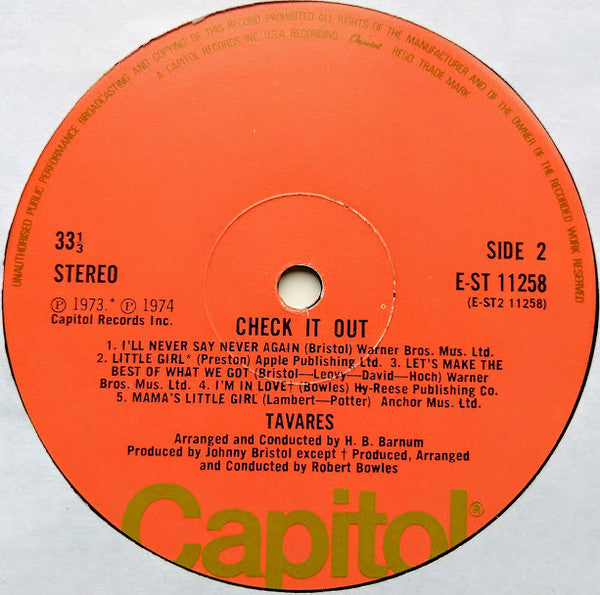 UNAUTHORISED PUBLIC PERFORMANCE BROADCASTING AND COPYING OF THIS RECORD PROHIBITED ALL RIGHTS OF THE MANUFACTURER AND OF THE OWNER OF THE RECORDED WORK RESERVED
A CAPITOL RECORDS INC. U.S.A. RECORDING Capitol REGD. TRADE MARK
33⅓
STEREO
SIDE 2
E-ST 11258
(E-ST2 11258)
Ⓟ 1973.* Ⓟ 1974
Capitol Records Inc.
CHECK IT OUT
1. I'LL NEVER SAY NEVER AGAIN (Bristol) Warner Bros. Mus. Ltd.
2. LITTLE GIRL* (Preston) Apple Publishing Ltd. 3. LET'S MAKE THE
BEST OF WHAT WE GOT (Bristol—Leovy—David—Hoch) Warner
Bros. Mus. Ltd. 4. I'M IN LOVE† (Bowles) Hy-Reese Publishing Co.
5. MAMA'S LITTLE GIRL (Lambert—Potter) Anchor Mus. Ltd.
TAVARES
Arranged and Conducted by H. B. Barnum
Produced by Johnny Bristol except † Produced, Arranged
and Conducted by Robert Bowles
Capitol®